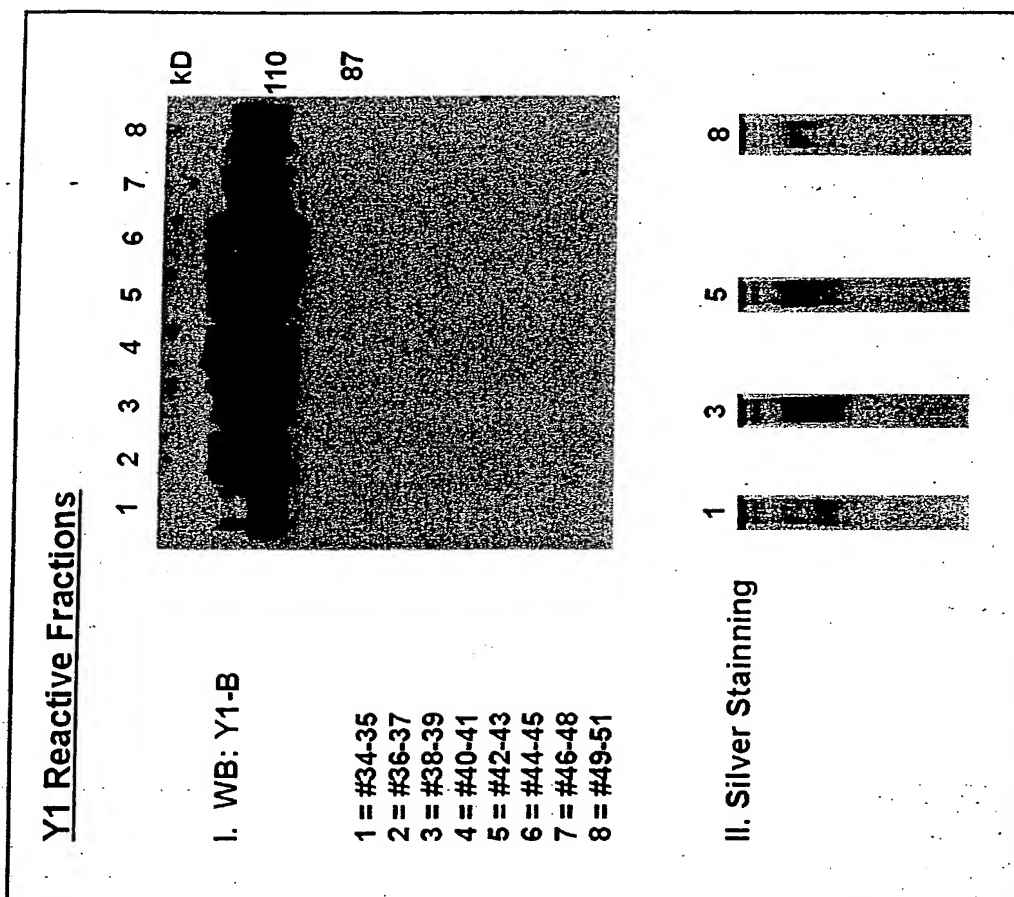 Y1 Reactive Fractions
I. WB: Y1-B
1 2 3 4 5 6 7 8
kD
110
87
1 = #34-35
2 = #36-37
3 = #38-39
4 = #40-41
5 = #42-43
6 = #44-45
7 = #46-48
8 = #49-51
II. Silver Stainning
1 3 5 8